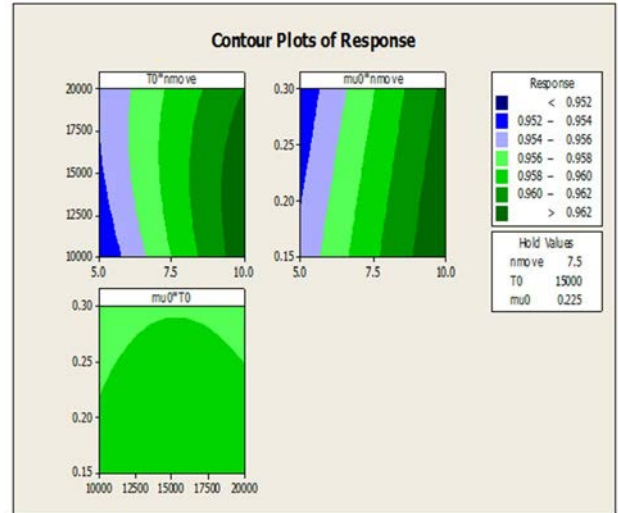 Contour Plots of Response
T0*nmove
20000
17500
15000
12500
10000
5.0 7.5 10.0
mu0*nmove
0.30
0.25
0.20
0.15
5.0 7.5 10.0
Response
< 0.952
0.952 – 0.954
0.954 – 0.956
0.956 – 0.958
0.958 – 0.960
0.960 – 0.962
> 0.962
Hold Values
nmove 7.5
T0 15000
mu0 0.225
mu0*T0
0.30
0.25
0.20
0.15
10000 12500 15000 17500 20000